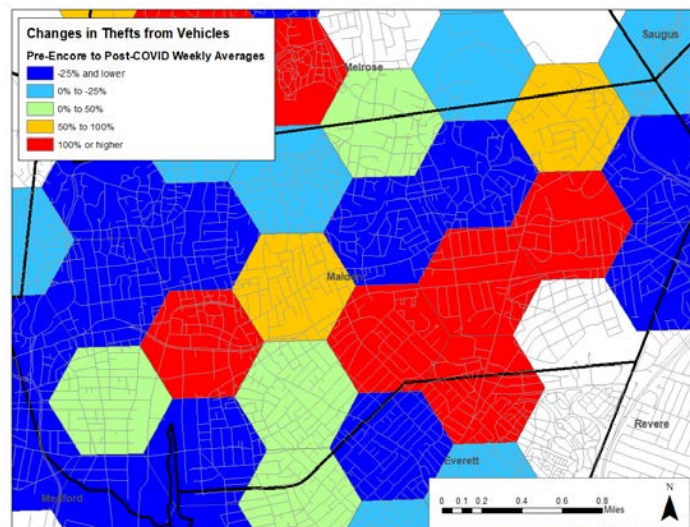 Changes in Thefts from Vehicles
Pre-Encore to Post-COVID Weekly Averages
-25% and lower
0% to -25%
0% to 50%
50% to 100%
100% or higher
Saugus
Melrose
Malden
Revere
Everett
Medford
N
0 0.1 0.2 0.4 0.6 0.8
Miles